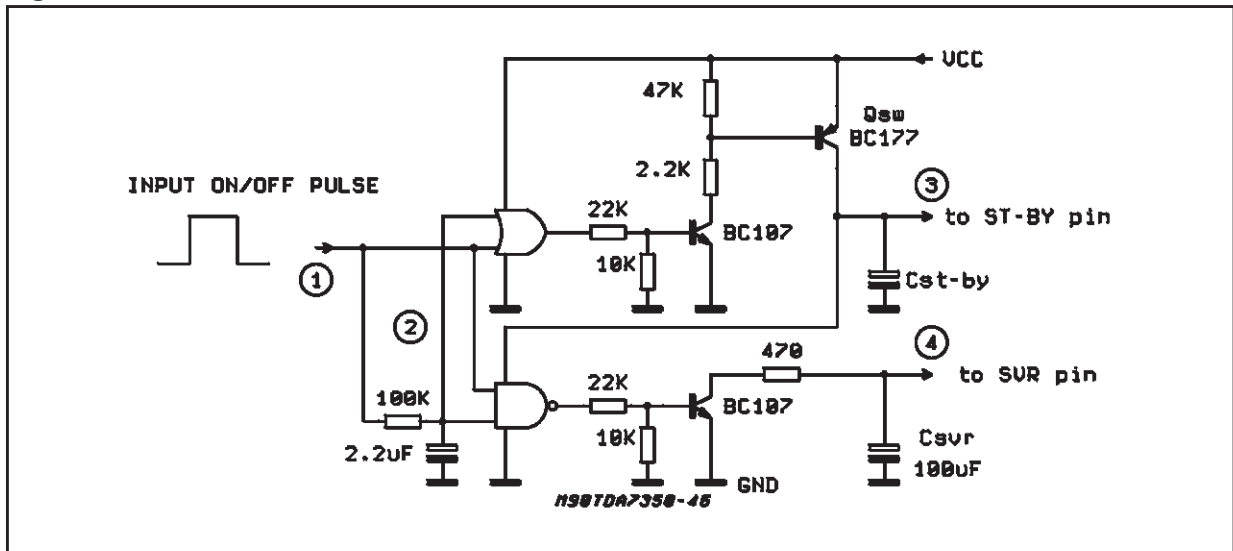 VCC
47K
Qsw
BC177
2.2K
INPUT ON/OFF PULSE
3
22K
to ST-BY pin
BC107
1
10K
Cst-by
2
4
470
to SVR pin
100K
22K
BC107
2.2uF
10K
Csvr
100uF
GND
M90TDA7350-46